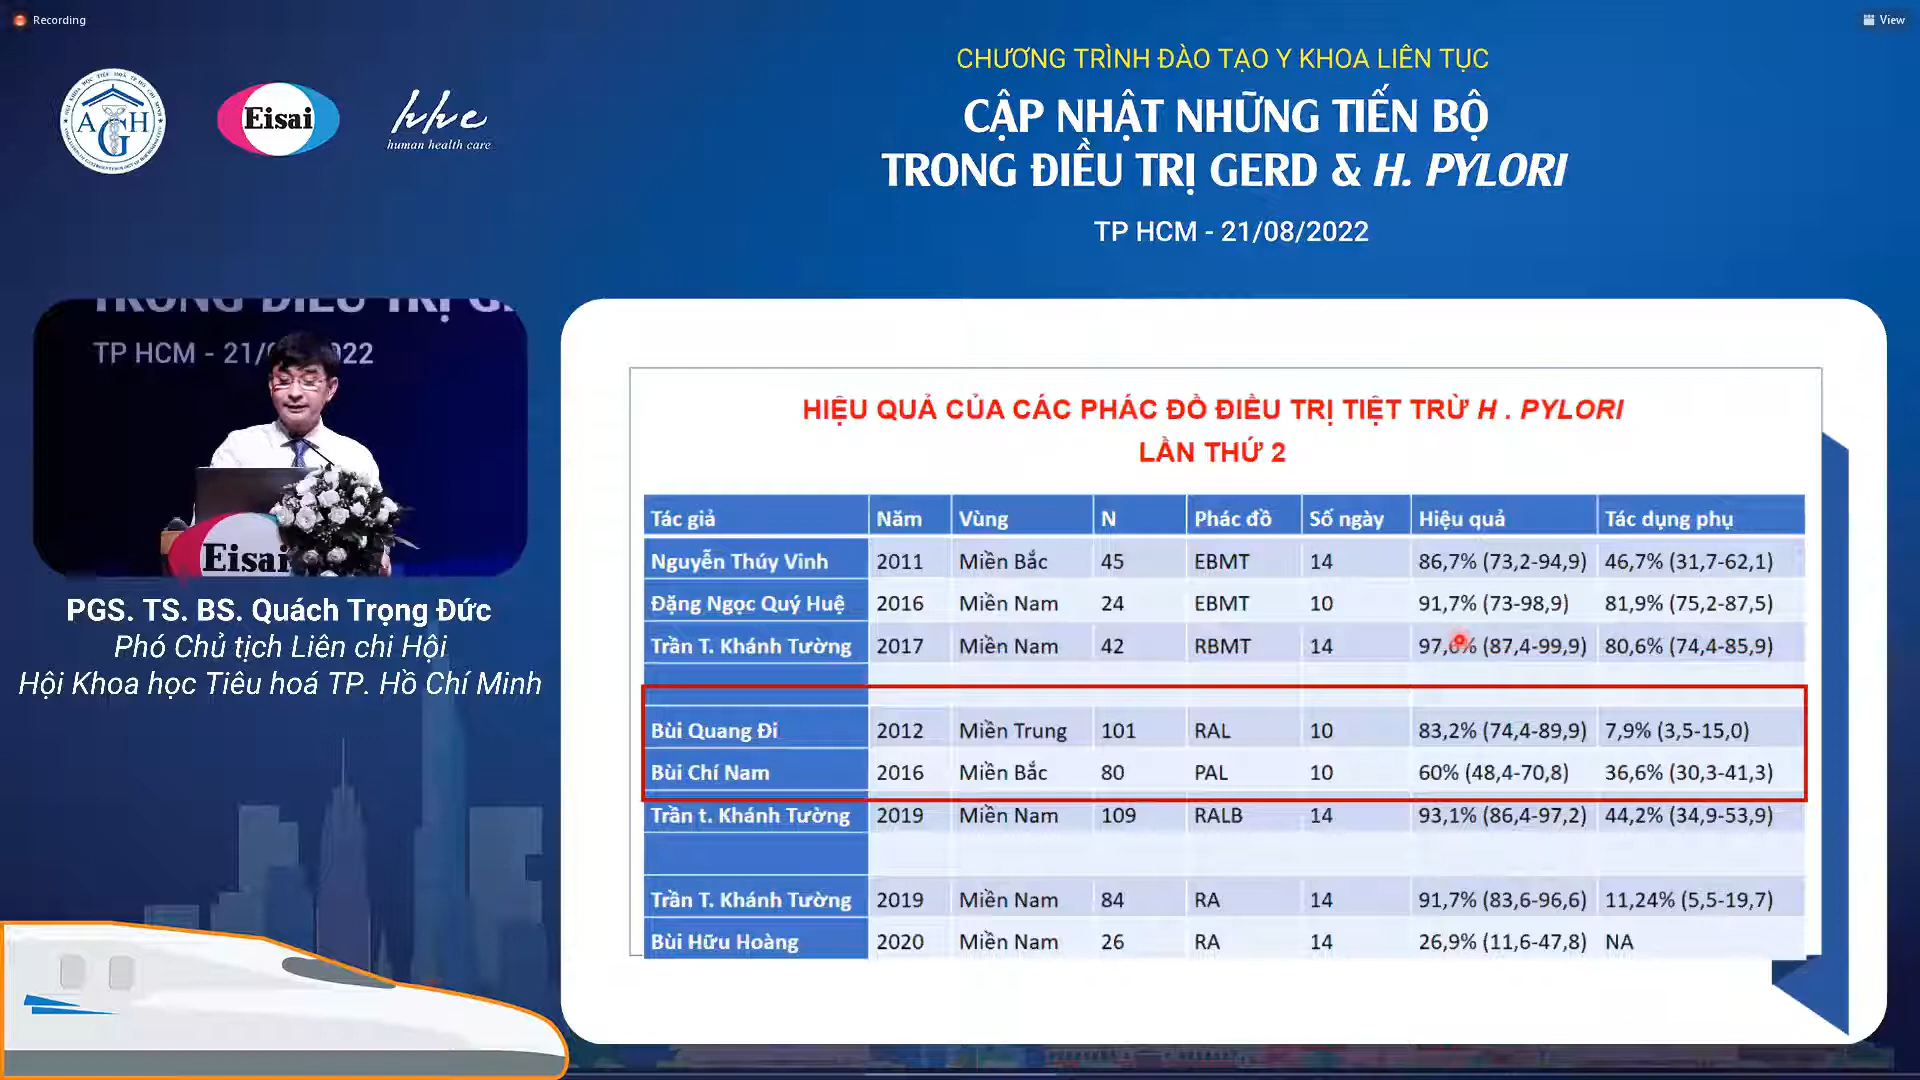 Recording
View
CHƯƠNG TRÌNH ĐÀO TẠO Y KHOA LIÊN TỤC
CẬP NHẬT NHỮNG TIẾN BỘ
TRONG ĐIỀU TRỊ GERD & H. PYLORI
TP HCM - 21/08/2022
AGH
Eisai
hhc
human health care
TRONG ĐIỀU TRỊ
TP HCM - 21/ 22
Eisai
PGS. TS. BS. Quách Trọng Đức
Phó Chủ tịch Liên chi Hội
Hội Khoa học Tiêu hoá TP. Hồ Chí Minh
HIỆU QUẢ CỦA CÁC PHÁC ĐỒ ĐIỀU TRỊ TIỆT TRỪ H . PYLORI
LẦN THỨ 2
Tác giả Năm Vùng N Phác đồ Số ngày Hiệu quả Tác dụng phụ
Nguyễn Thúy Vinh 2011 Miền Bắc 45 EBMT 14 86,7% (73,2-94,9) 46,7% (31,7-62,1)
Đặng Ngọc Quý Huệ 2016 Miền Nam 24 EBMT 10 91,7% (73-98,9) 81,9% (75,2-87,5)
Trần T. Khánh Tường 2017 Miền Nam 42 RBMT 14 97,6% (87,4-99,9) 80,6% (74,4-85,9)
Bùi Quang Đi 2012 Miền Trung 101 RAL 10 83,2% (74,4-89,9) 7,9% (3,5-15,0)
Bùi Chí Nam 2016 Miền Bắc 80 PAL 10 60% (48,4-70,8) 36,6% (30,3-41,3)
Trần t. Khánh Tường 2019 Miền Nam 109 RALB 14 93,1% (86,4-97,2) 44,2% (34,9-53,9)
Trần T. Khánh Tường 2019 Miền Nam 84 RA 14 91,7% (83,6-96,6) 11,24% (5,5-19,7)
Bùi Hữu Hoàng 2020 Miền Nam 26 RA 14 26,9% (11,6-47,8) NA